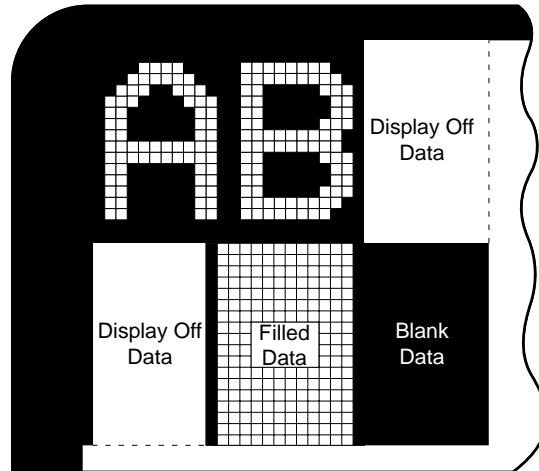 AB
Display Off
Data
Display Off
Data
Filled
Data
Blank
Data